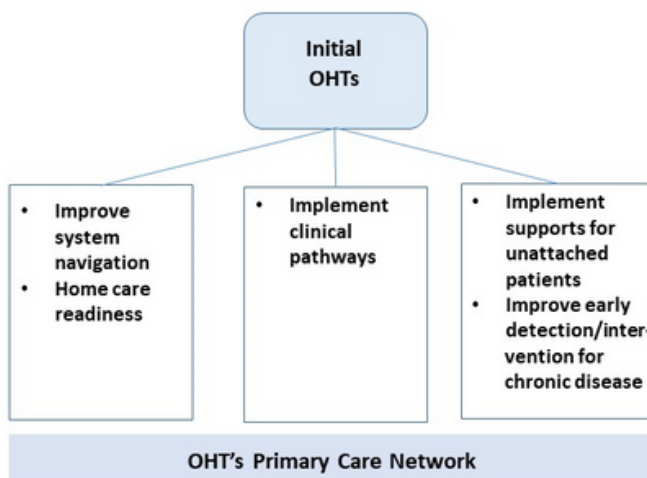 Initial
OHTs
• Improve
system
navigation
• Home care
readiness
• Implement
clinical
pathways
• Implement
supports for
unattached
patients
• Improve early
detection/inter-
vention for
chronic disease
OHT's Primary Care Network